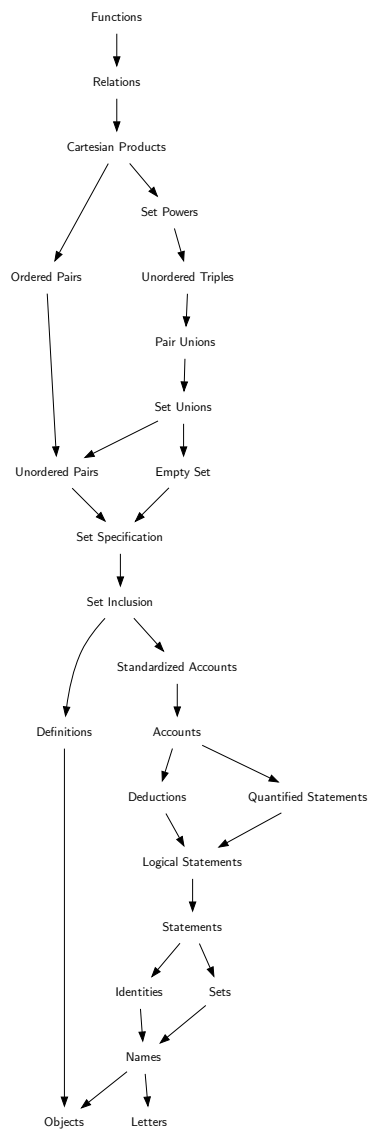 Functions
Relations
Cartesian Products
Set Powers
Ordered Pairs
Unordered Triples
Pair Unions
Set Unions
Unordered Pairs
Empty Set
Set Specification
Set Inclusion
Standardized Accounts
Definitions
Accounts
Deductions
Quantified Statements
Logical Statements
Statements
Identities
Sets
Names
Objects
Letters